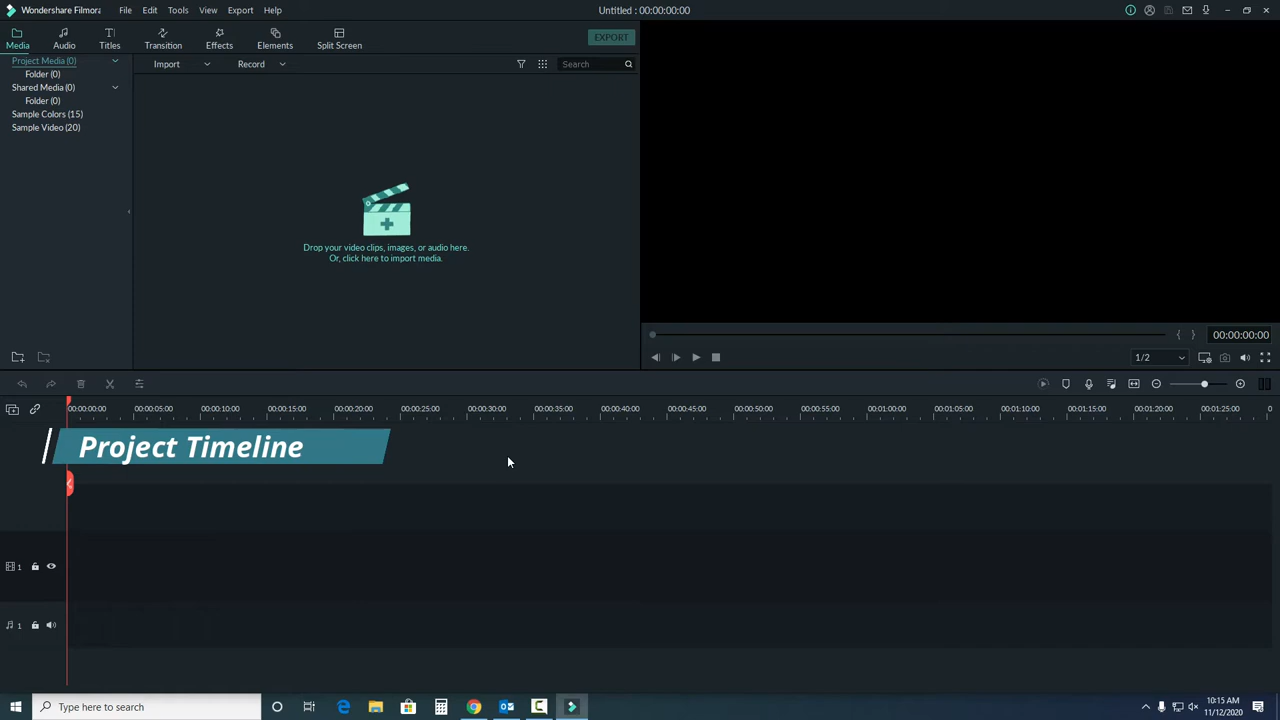 Wondershare Filmora
File
Edit
Tools
View
Export
Help
Untitled : 00:00:00:00
Media
Audio
Titles
Transition
Effects
Elements
Split Screen
EXPORT
Project Media (0)
Folder (0)
Shared Media (0)
Folder (0)
Sample Colors (15)
Sample Video (20)
Import
Record
Search
Drop your video clips, images, or audio here.
Or, click here to import media.
00:00:00:00
1/2
00:00:00:00
00:00:05:00
00:00:10:00
00:00:15:00
00:00:20:00
00:00:25:00
00:00:30:00
00:00:35:00
00:00:40:00
00:00:45:00
00:00:50:00
00:00:55:00
00:01:00:00
00:01:05:00
00:01:10:00
00:01:15:00
00:01:20:00
00:01:25:00
0
Project Timeline
1
1
Type here to search
10:15 AM
11/12/2020